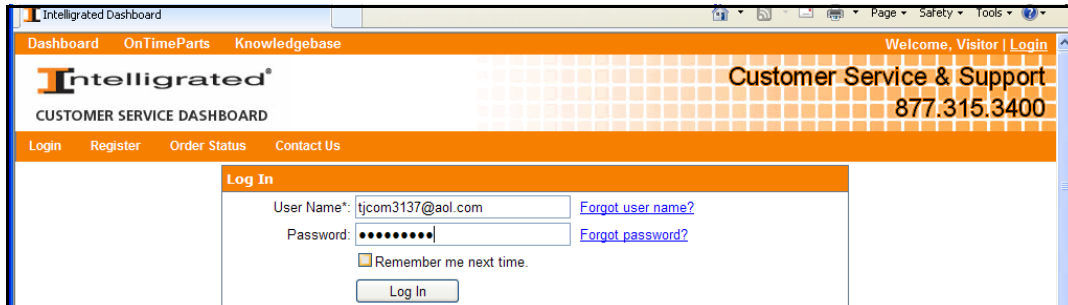 Intelligrated Dashboard
Page Safety Tools
Dashboard OnTimeParts Knowledgebase Welcome, Visitor | Login
Intelligrated® Customer Service & Support
877.315.3400
CUSTOMER SERVICE DASHBOARD
Login Register Order Status Contact Us
Log In
User Name*: tjcom3137@aol.com Forgot user name?
Password: ●●●●●●●●● Forgot password?
Remember me next time.
Log In